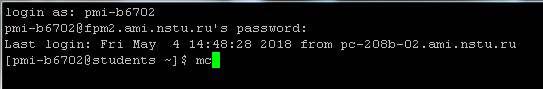 login as: pmi-b6702
pmi-b6702@fpm2.ami.nstu.ru's password:
Last login: Fri May  4 14:48:28 2018 from pc-208b-02.ami.nstu.ru
[pmi-b6702@students ~]$ mc